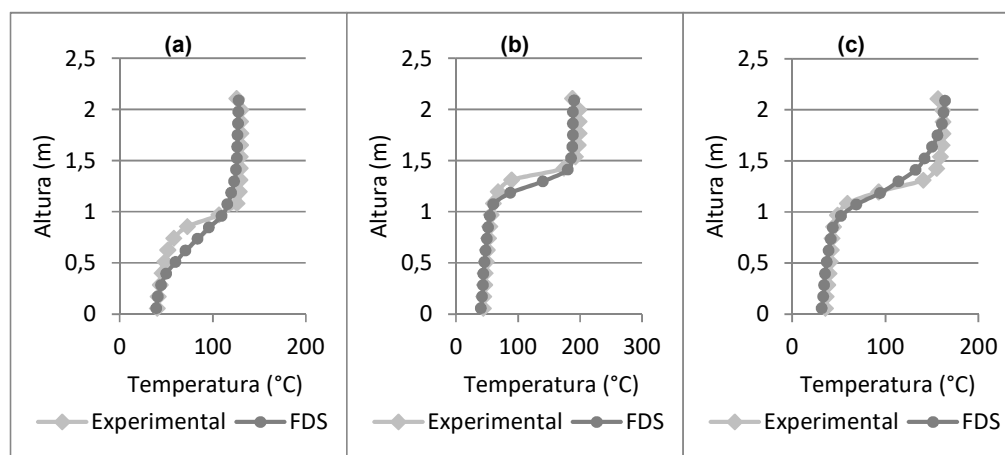 (a)
2,5
2
1,5
1
0,5
0
Altura (m)
0 100 200
Temperatura (°C)
Experimental FDS
(b)
2,5
2
1,5
1
0,5
0
Altura (m)
0 100 200 300
Temperatura (°C)
Experimental FDS
(c)
2,5
2
1,5
1
0,5
0
Altura (m)
0 100 200
Temperatura (°C)
Experimental FDS